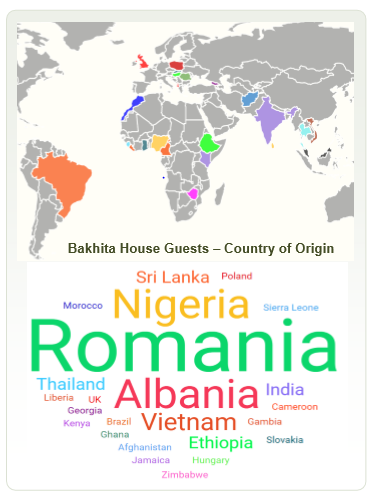 Bakhita House Guests – Country of Origin
Sri Lanka Poland
Morocco Nigeria Sierra Leone
Romania
Thailand Albania India
Liberia UK Cameroon
Georgia
Kenya Brazil Vietnam Gambia
Ghana Ethiopia Slovakia
Afghanistan
Jamaica Hungary
Zimbabwe